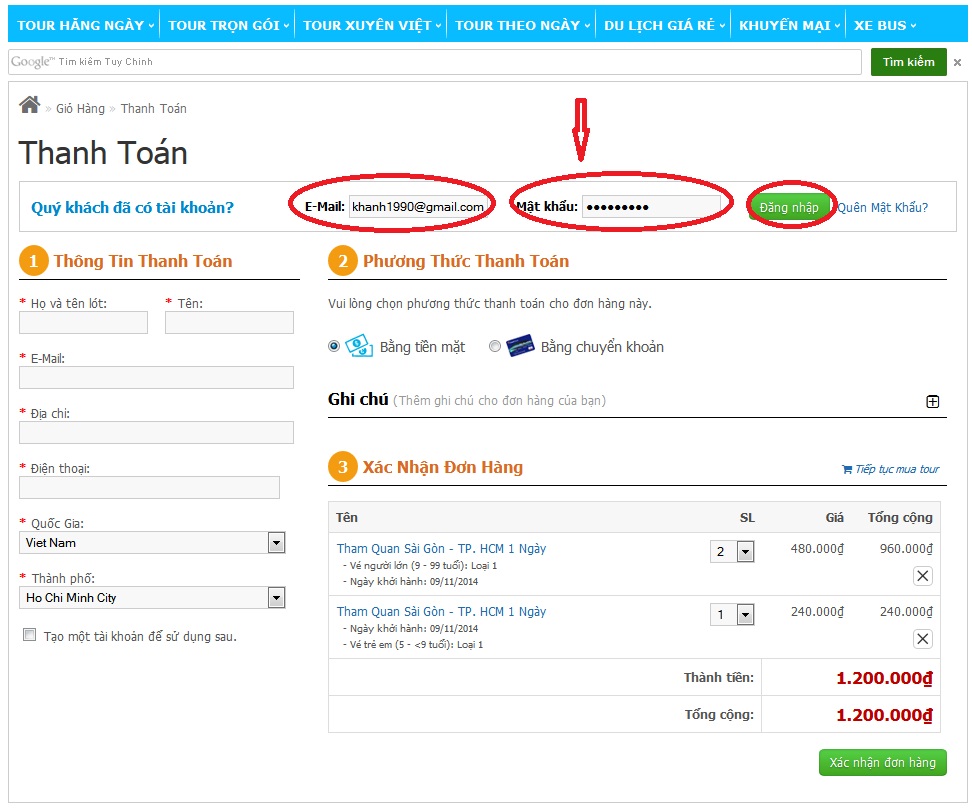 TOUR HÃNG NGÀY TOUR TRỌN GÓI TOUR XUYÊN VIỆT TOUR THEO NGÀY DU LỊCH GIÁ RẺ KHUYẾN MẠI XE BUS
Google™ Tìm kiếm Tùy Chỉnh Tìm kiếm ×
» Giỏ Hàng » Thanh Toán
Thanh Toán
Quý khách đã có tài khoản? E-Mail: khanh1990@gmail.com Mật khẩu: ●●●●●●●●● Đăng nhập Quên Mật Khẩu?
1 Thông Tin Thanh Toán
* Họ và tên lót: * Tên:
* E-Mail:
* Địa chỉ:
* Điện thoại:
* Quốc Gia:
Viet Nam
* Thành phố:
Ho Chi Minh City
Tạo một tài khoản để sử dụng sau.
2 Phương Thức Thanh Toán
Vui lòng chọn phương thức thanh toán cho đơn hàng này.
Bằng tiền mặt Bằng chuyển khoản
Ghi chú (Thêm ghi chú cho đơn hàng của bạn)
3 Xác Nhận Đơn Hàng Tiếp tục mua tour
Tên SL Giá Tổng cộng
Tham Quan Sài Gòn - TP. HCM 1 Ngày 2 480.000₫ 960.000₫
- Vé người lớn (9 - 99 tuổi): Loại 1
- Ngày khởi hành: 09/11/2014
Tham Quan Sài Gòn - TP. HCM 1 Ngày 1 240.000₫ 240.000₫
- Ngày khởi hành: 09/11/2014
- Vé trẻ em (5 - <9 tuổi): Loại 1
Thành tiền: 1.200.000₫
Tổng cộng: 1.200.000₫
Xác nhận đơn hàng